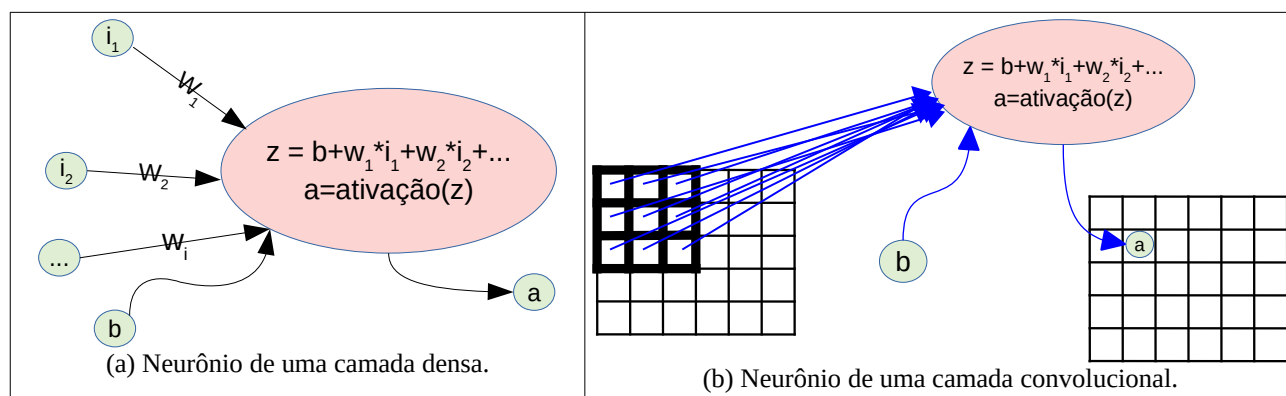 i₁
W₁
i₂
W₂
...
Wᵢ
b
z = b+w₁*i₁+w₂*i₂+...
a=ativação(z)
a
(a) Neurônio de uma camada densa.
z = b+w₁*i₁+w₂*i₂+...
a=ativação(z)
b
a
(b) Neurônio de uma camada convolucional.